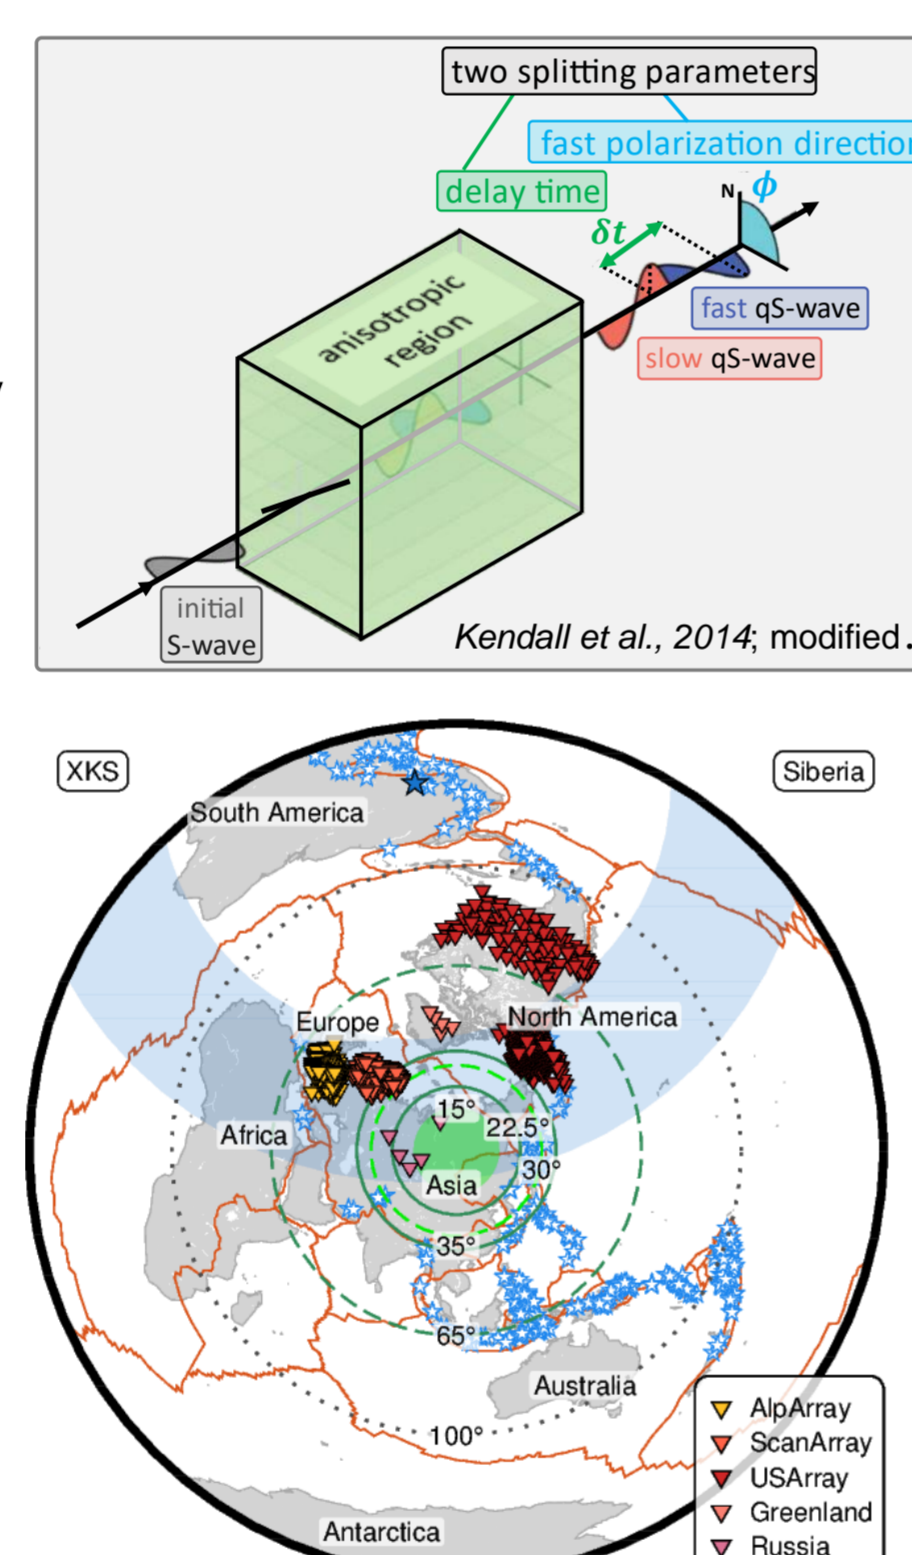 two splitting parameters
fast polarization direction
delay time
N ϕ
δt
anisotropic
region
fast qS-wave
slow qS-wave
initial
S-wave
Kendall et al., 2014; modified.
XKS
Siberia
South America
Europe
North America
15°
22.5°
Africa
30°
Asia
35°
65°
Australia
100°
AlpArray
ScanArray
USArray
Greenland
Russia
Antarctica